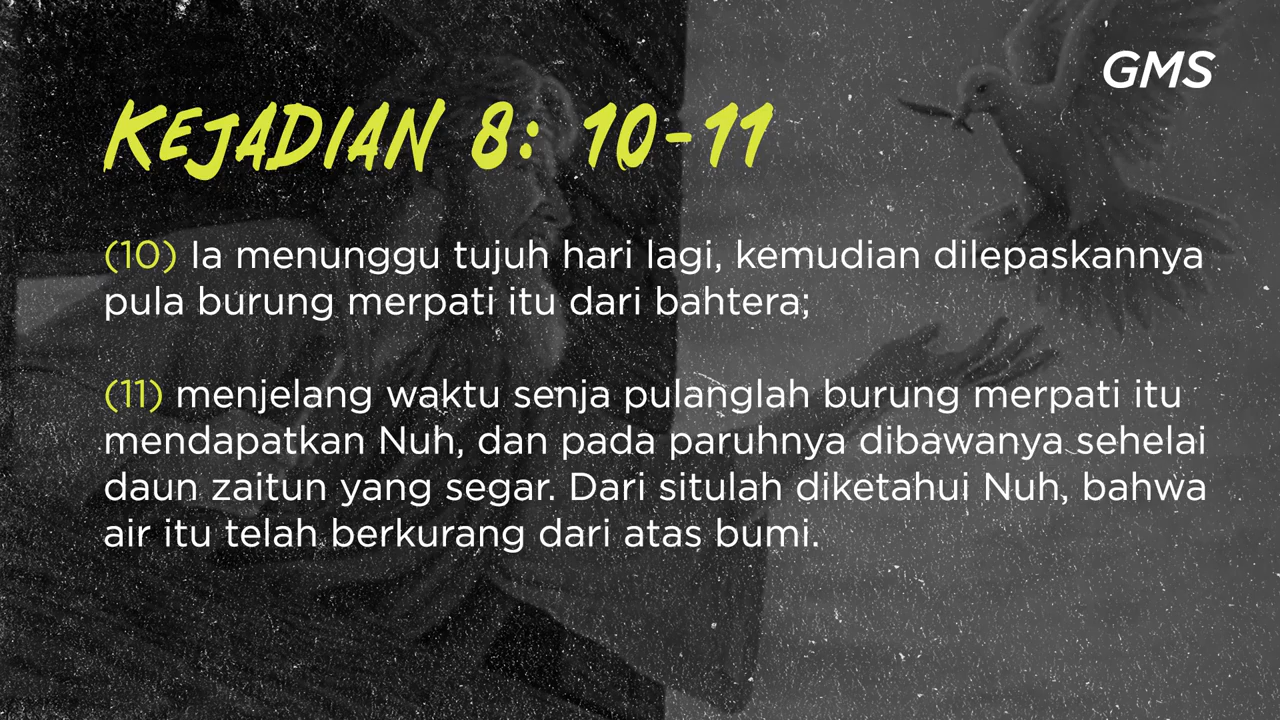 GMS
KEJADIAN 8: 10-11
(10) Ia menunggu tujuh hari lagi, kemudian dilepaskannya
pula burung merpati itu dari bahtera;
(11) menjelang waktu senja pulanglah burung merpati itu
mendapatkan Nuh, dan pada paruhnya dibawanya sehelai
daun zaitun yang segar. Dari situlah diketahui Nuh, bahwa
air itu telah berkurang dari atas bumi.